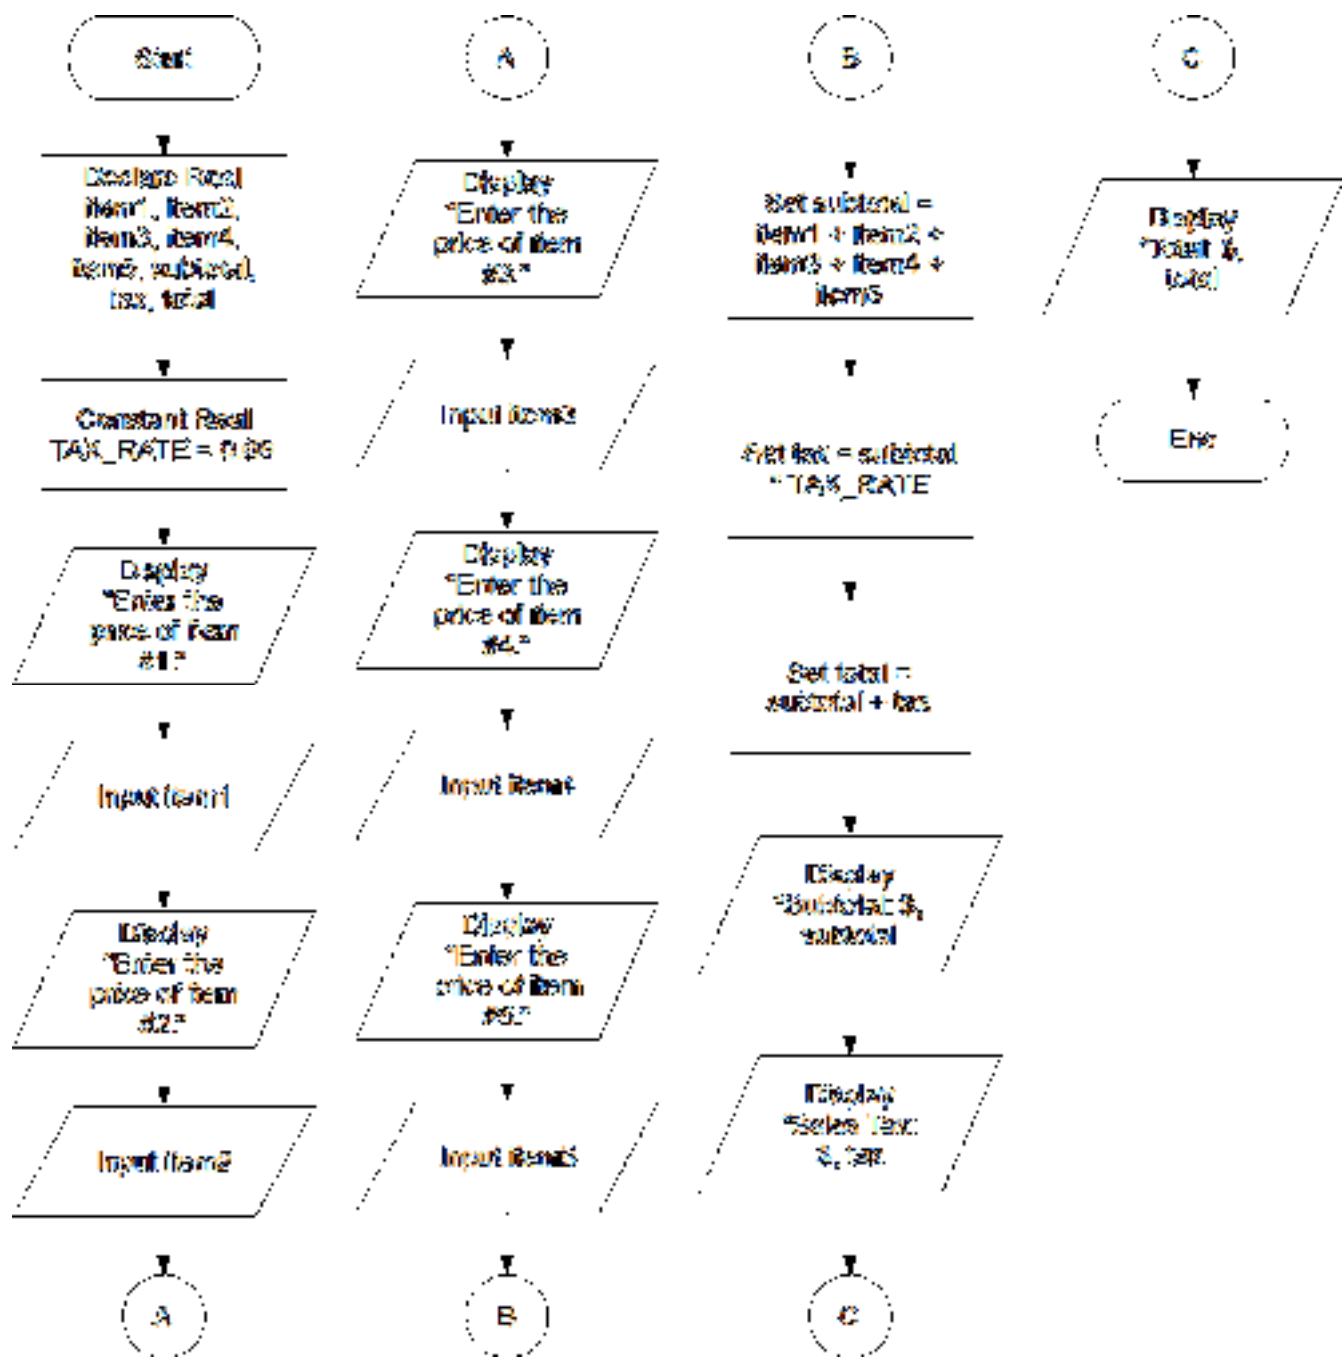 Start
Declare Real
item1, item2,
item3, item4,
item5, subtotal,
tax, total
Constant Real
TAX_RATE =
Display
"Enter the
price of item
#1."
Input item1
Display
"Enter the
price of item
#2."
Input item2
A
A
Display
"Enter the
price of item
#3."
Input item3
Display
"Enter the
price of item
#4."
Input item4
Display
"Enter the
price of item
#5."
Input item5
B
B
Set subtotal =
item1 + item2 +
item3 + item4 +
item5
Set tax = subtotal
* TAX_RATE
Set total =
subtotal + tax
Display
"Subtotal: $,
subtotal
Display
"Sales Tax:
$, tax
C
C
Display
"Total: $,
total
End